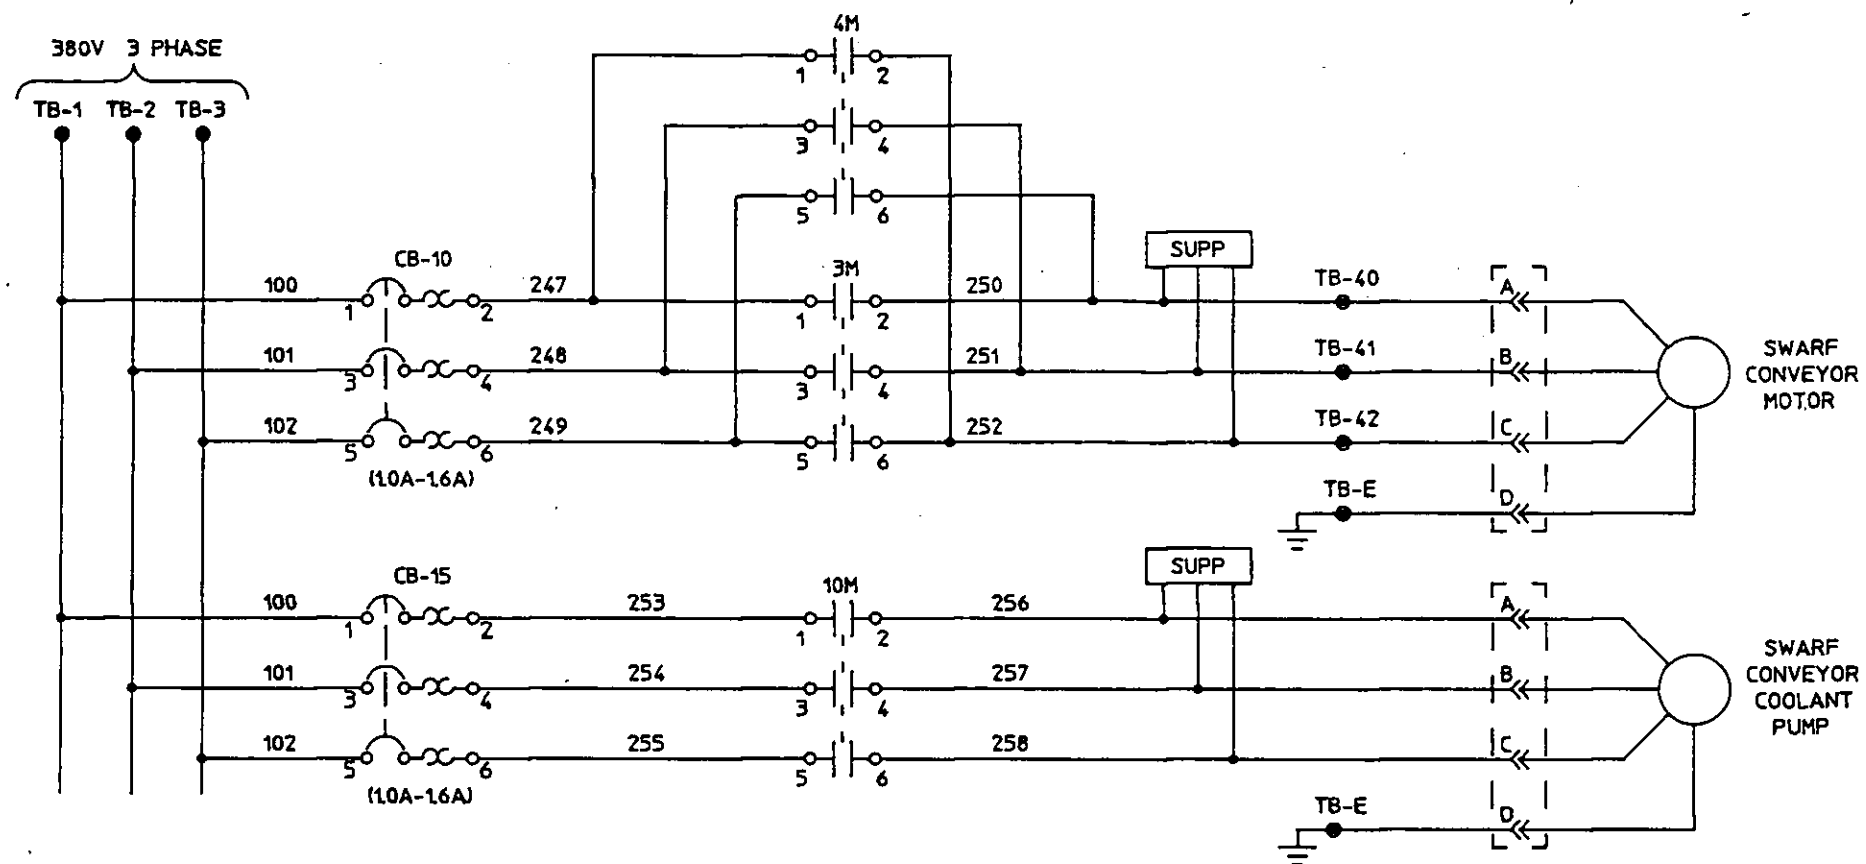 4M
380V 3 PHASE
TB-1 TB-2 TB-3
1 2
3 4
5 6
SUPP
CB-10
3M
100 1 2 247 1 2 250 TB-40 A
101 3 4 248 3 4 251 TB-41 B
SWARF
CONVEYOR
MOTOR
102 5 6 249 5 6 252 TB-42 C
(1.0A-1.6A)
TB-E D
SUPP
CB-15
10M
100 1 2 253 1 2 256 A
101 3 4 254 3 4 257 B
SWARF
CONVEYOR
COOLANT
PUMP
102 5 6 255 5 6 258 C
(1.0A-1.6A)
TB-E D